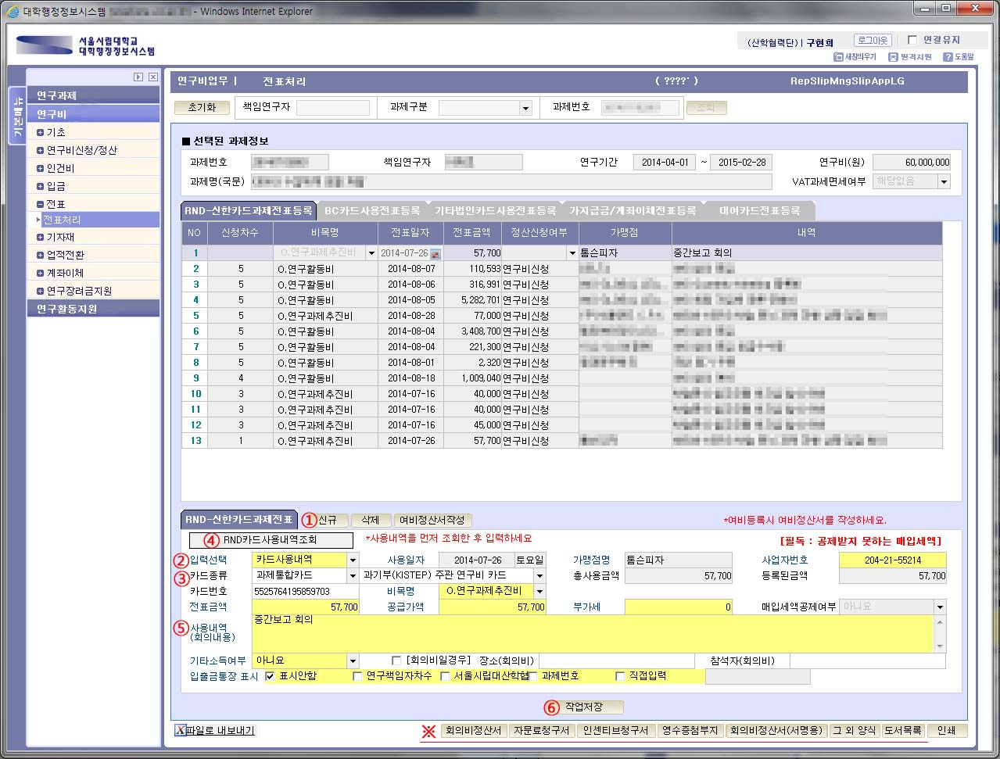 대학행정정보시스템 - Windows Internet Explorer
서울시립대학교
대학행정정보시스템
(산학협력단) | 구현희 로그아웃 연결유지
새창띄우기 원격지원 도움말
기본메뉴
연구과제
연구비
기초
연구비신청/정산
인건비
입금
전표
전표처리
기자재
업적전환
계좌이체
연구장려금지원
연구활동지원
연구비업무 | 전표처리 ( ????˚ ) RepSlipMngSlipAppLG
초기화 책임연구자 과제구분 과제번호 조회
■ 선택된 과제정보
과제번호 책임연구자 연구기간 2014-04-01 ~ 2015-02-28 연구비(원) 60,000,000
과제명(국문) VAT과세면세여부 해당없음
RND-신한카드과제전표등록 BC카드사용전표등록 기타법인카드사용전표등록 가지급금/계좌이체전표등록 대여카드전표등록
NO 신청차수 비목명 전표일자 전표금액 정산신청여부 가맹점 내역
1 0.연구과제추진비 2014-07-26 57,700 톰슨피자 중간보고 회의
2 5 0.연구활동비 2014-08-07 110,593 연구비신청
3 5 0.연구활동비 2014-08-06 316,991 연구비신청
4 5 0.연구활동비 2014-08-05 5,282,701 연구비신청
5 5 0.연구과제추진비 2014-08-28 77,000 연구비신청
6 5 0.연구활동비 2014-08-04 3,408,700 연구비신청
7 5 0.연구활동비 2014-08-04 221,300 연구비신청
8 5 0.연구활동비 2014-08-01 2,320 연구비신청
9 4 0.연구활동비 2014-08-18 1,009,040 연구비신청
10 3 0.연구과제추진비 2014-07-16 40,000 연구비신청
11 3 0.연구과제추진비 2014-07-16 40,000 연구비신청
12 3 0.연구과제추진비 2014-07-16 45,000 연구비신청
13 1 0.연구과제추진비 2014-07-26 57,700 연구비신청
RND-신한카드과제전표 ①신규 삭제 여비정산서작성 *여비등록시 여비정산서를 작성하세요.
④ RND카드사용내역조회 *사용내역을 먼저 조회한 후 입력하세요 [필독 : 공제받지 못하는 매입세액]
② 입력선택 카드사용내역 사용일자 2014-07-26 토요일 가맹점명 톰슨피자 사업자번호 204-21-55214
③ 카드종류 과제통합카드 과기부(KISTEP) 주관 연구비 카드 총사용금액 57,700 등록된금액 57,700
카드번호 5525764195859703 비목명 0.연구과제추진비
전표금액 57,700 공급가액 57,700 부가세 0 매입세액공제여부 아니요
⑤ 사용내역 (회의내용) 중간보고 회의
기타소득여부 아니요 [회의비일경우] 장소(회의비) 참석자(회의비)
입출금통장 표시 표시안함 연구책임자차수 서울시립대산학협 과제번호 직접입력
⑥ 작업저장
파일로 내보내기 ※ 회의비정산서 자문료청구서 인센티브청구서 영수증첨부지 회의비정산서(서명용) 그 외 양식 도서목록 인쇄